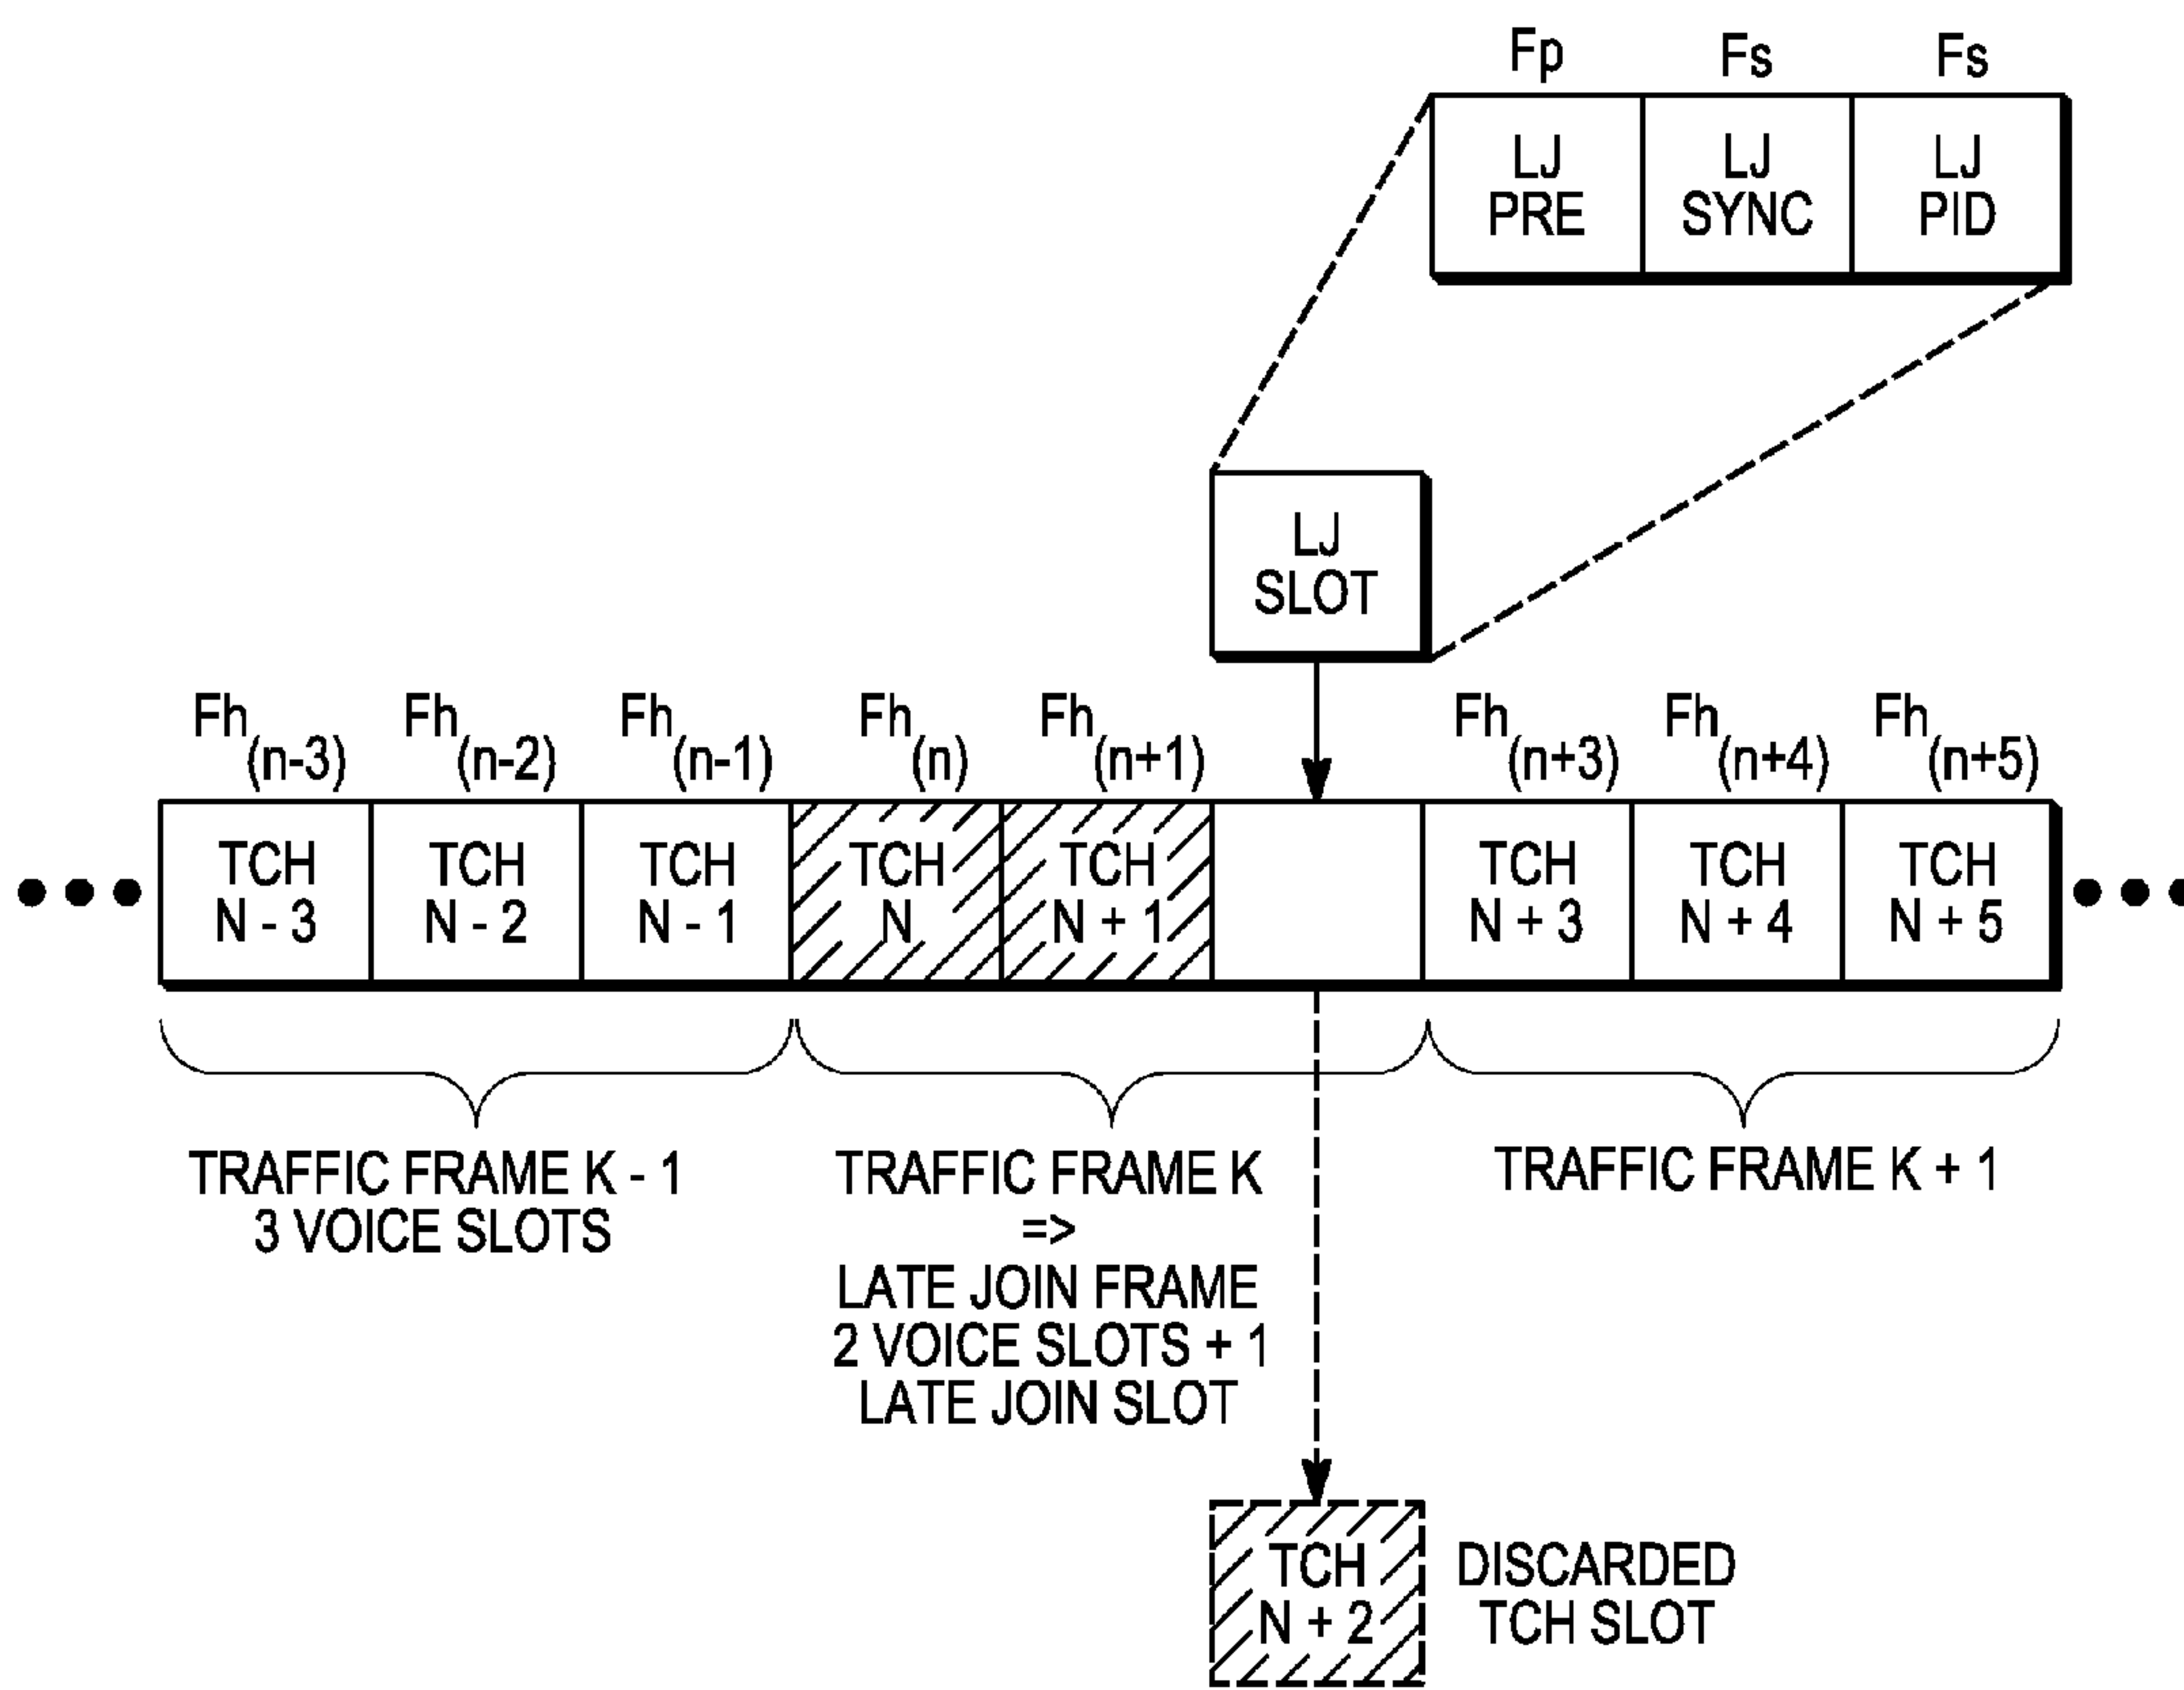 Fp Fs Fs
LJ PRE LJ SYNC LJ PID
LJ
SLOT
Fh(n-3) Fh(n-2) Fh(n-1) Fh(n) Fh(n+1) Fh(n+3) Fh(n+4) Fh(n+5)
TCH TCH TCH TCH TCH TCH TCH TCH
N - 3 N - 2 N - 1 N N + 1 N + 3 N + 4 N + 5
TRAFFIC FRAME K - 1
3 VOICE SLOTS
TRAFFIC FRAME K
=>
LATE JOIN FRAME
2 VOICE SLOTS + 1
LATE JOIN SLOT
TRAFFIC FRAME K + 1
TCH
N + 2
DISCARDED
TCH SLOT